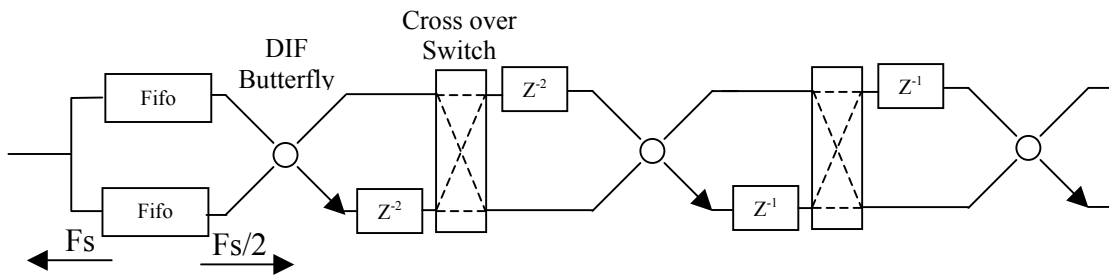 DIF
Butterfly
Cross over
Switch
Fifo
Z-2
Z-1
Fifo
Z-2
Z-1
Fs
Fs/2